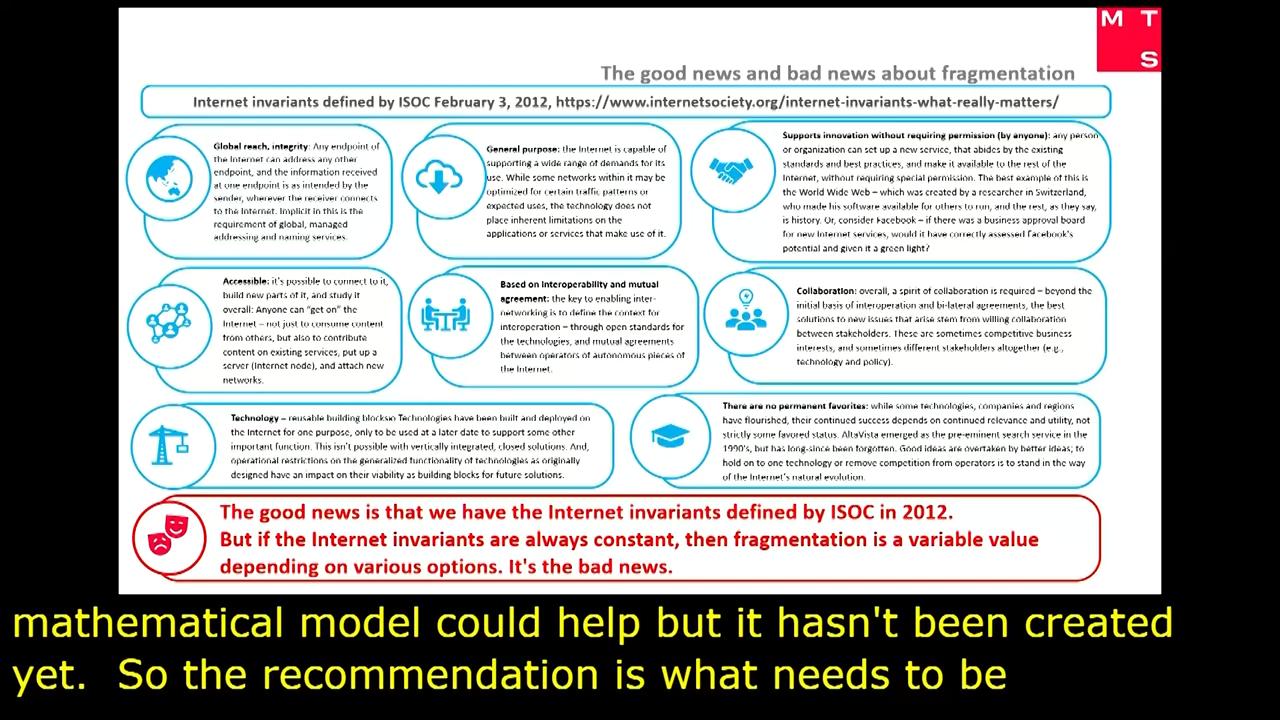 M T
S
The good news and bad news about fragmentation
Internet invariants defined by ISOC February 3, 2012, https://www.internetsociety.org/internet-invariants-what-really-matters/
Global reach, integrity: Any endpoint of
the Internet can address any other
endpoint, and the information received
at one endpoint is as intended by the
sender, wherever the receiver connects
to the Internet. Implicit in this is the
requirement of global, managed
addressing and naming services.
General purpose: the Internet is capable of
supporting a wide range of demands for its
use. While some networks within it may be
optimized for certain traffic patterns or
expected uses, the technology does not
place inherent limitations on the
applications or services that make use of it.
Supports innovation without requiring permission (by anyone): any person
or organization can set up a new service, that abides by the existing
standards and best practices, and make it available to the rest of the
Internet, without requiring special permission. The best example of this is
the World Wide Web – which was created by a researcher in Switzerland,
who made his software available for others to run, and the rest, as they say,
is history. Or, consider Facebook – if there was a business approval board
for new Internet services, would it have correctly assessed Facebook's
potential and given it a green light?
Accessible: it's possible to connect to it,
build new parts of it, and study it
overall: Anyone can "get on" the
Internet – not just to consume content
from others, but also to contribute
content on existing services, put up a
server (Internet node), and attach new
networks.
Based on interoperability and mutual
agreement: the key to enabling inter-
networking is to define the context for
interoperation – through open standards for
the technologies, and mutual agreements
between operators of autonomous pieces of
the Internet.
Collaboration: overall, a spirit of collaboration is required – beyond the
initial basis of interoperation and bi-lateral agreements, the best
solutions to new issues that arise stem from willing collaboration
between stakeholders. These are sometimes competitive business
interests, and sometimes different stakeholders altogether (e.g.,
technology and policy).
Technology – reusable building blocksю Technologies have been built and deployed on
the Internet for one purpose, only to be used at a later date to support some other
important function. This isn't possible with vertically integrated, closed solutions. And,
operational restrictions on the generalized functionality of technologies as originally
designed have an impact on their viability as building blocks for future solutions.
There are no permanent favorites: while some technologies, companies and regions
have flourished, their continued success depends on continued relevance and utility, not
strictly some favored status. AltaVista emerged as the pre-eminent search service in the
1990's, but has long-since been forgotten. Good ideas are overtaken by better ideas; to
hold on to one technology or remove competition from operators is to stand in the way
of the Internet's natural evolution.
The good news is that we have the Internet invariants defined by ISOC in 2012.
But if the Internet invariants are always constant, then fragmentation is a variable value
depending on various options. It's the bad news.
mathematical model could help but it hasn't been created
yet.  So the recommendation is what needs to be